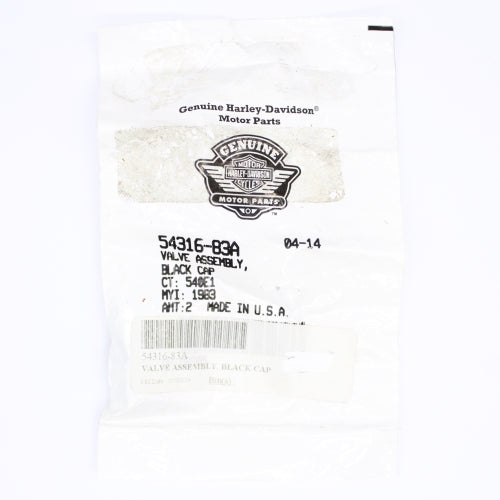 Genuine Harley-Davidson®
Motor Parts
GENUINE
MOTOR
HARLEY-DAVIDSON
CYCLES
MOTOR PARTS
™
54316-83A 04-14
VALVE ASSEMBLY,
BLACK CAP
CT: 540E1
MYI: 1983
AMT:2 MADE IN U.S.A.
54316-83A
VALVE ASSEMBLY, BLACK CAP